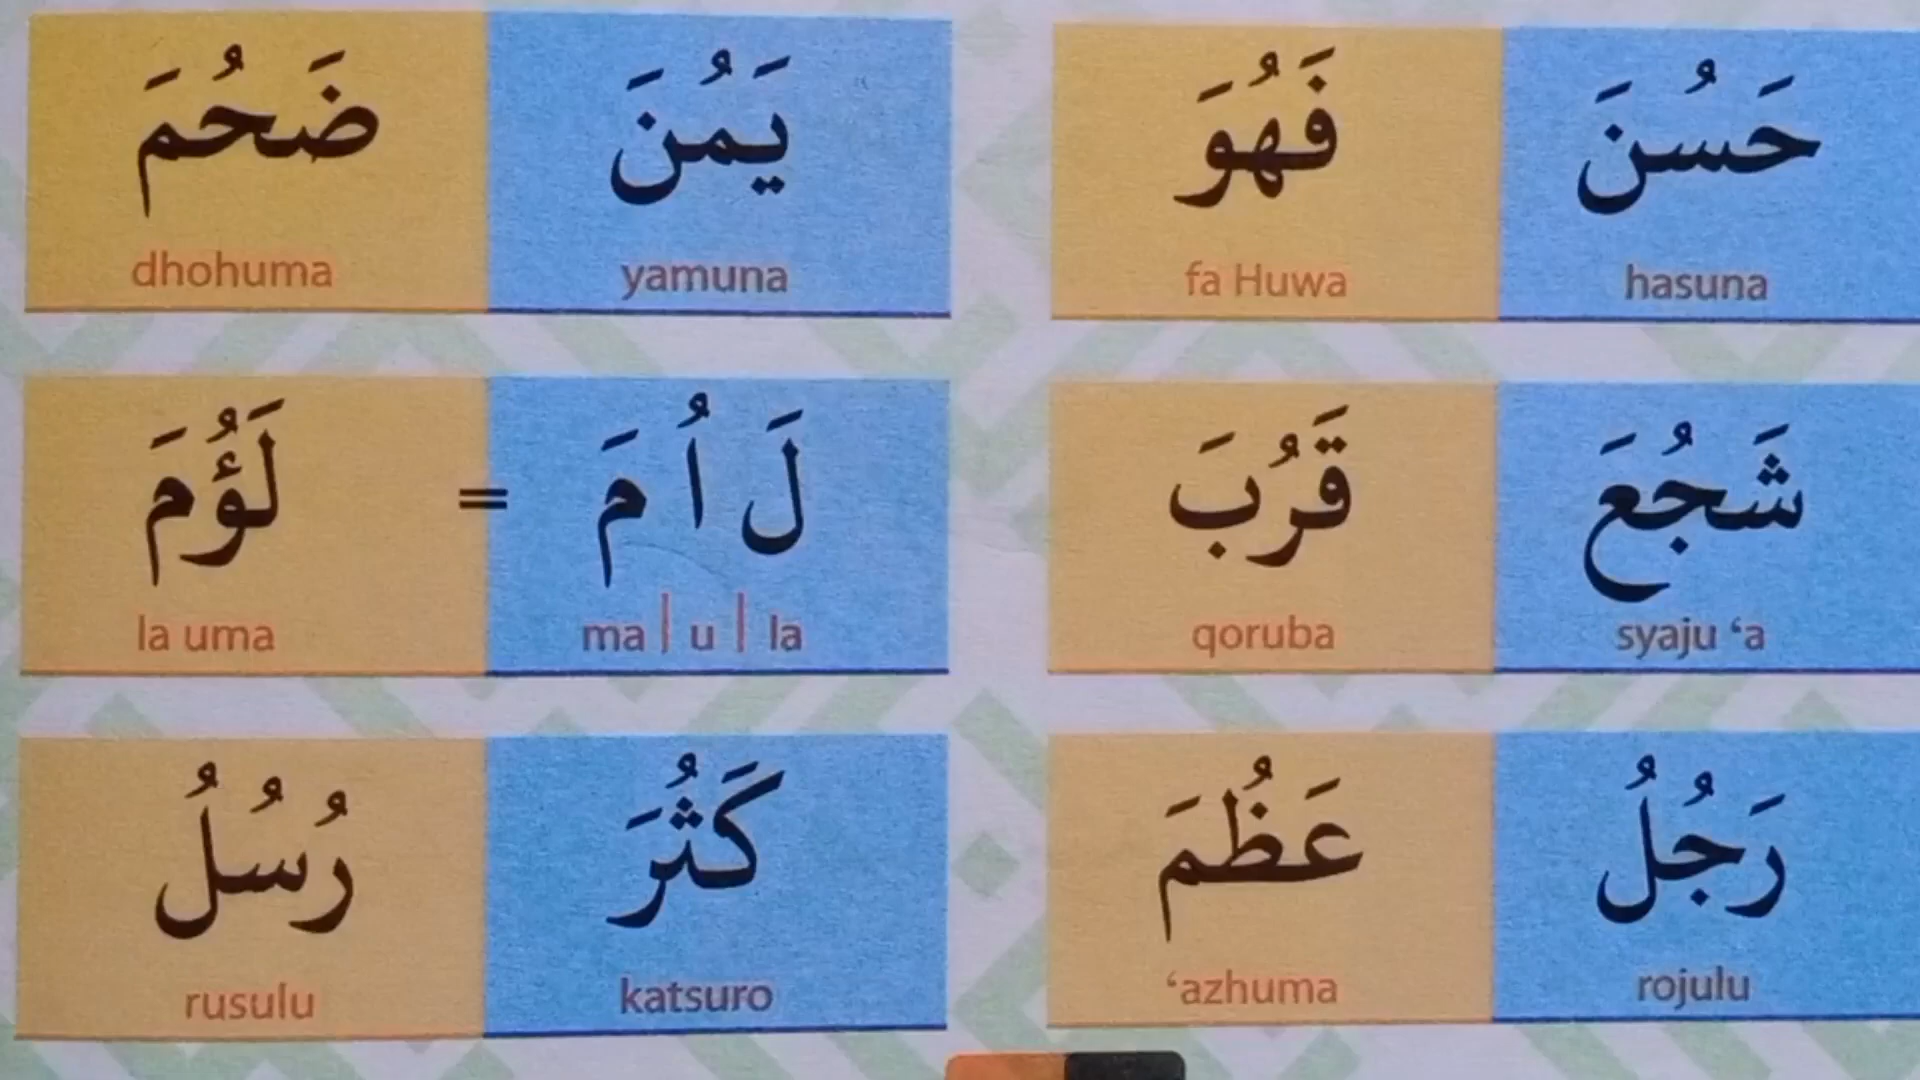 حَسُنَ فَهُوَ يَمُنَ ضَحُمَ
hasuna fa Huwa yamuna dhohuma
شَجُعَ قَرُبَ لَ اُ مَ = لَؤُمَ
syaju ‘a qoruba ma | u | la la uma
رَجُلُ عَظُمَ كَثُرَ رُسُلُ
rojulu ‘azhuma katsuro rusulu